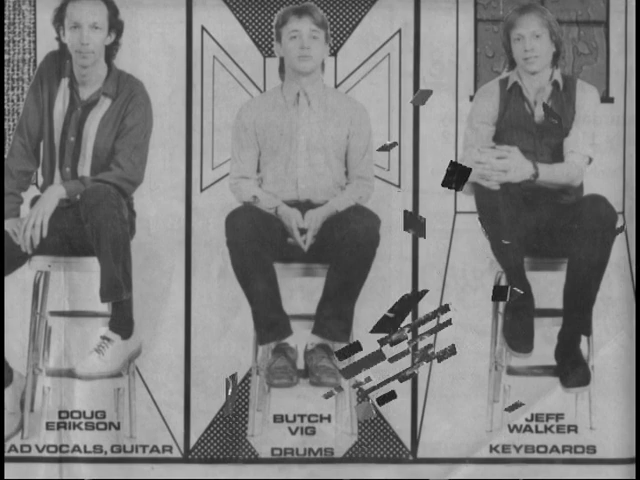 DOUG
ERIKSON
AD VOCALS, GUITAR
BUTCH
VIG
DRUMS
JEFF
WALKER
KEYBOARDS